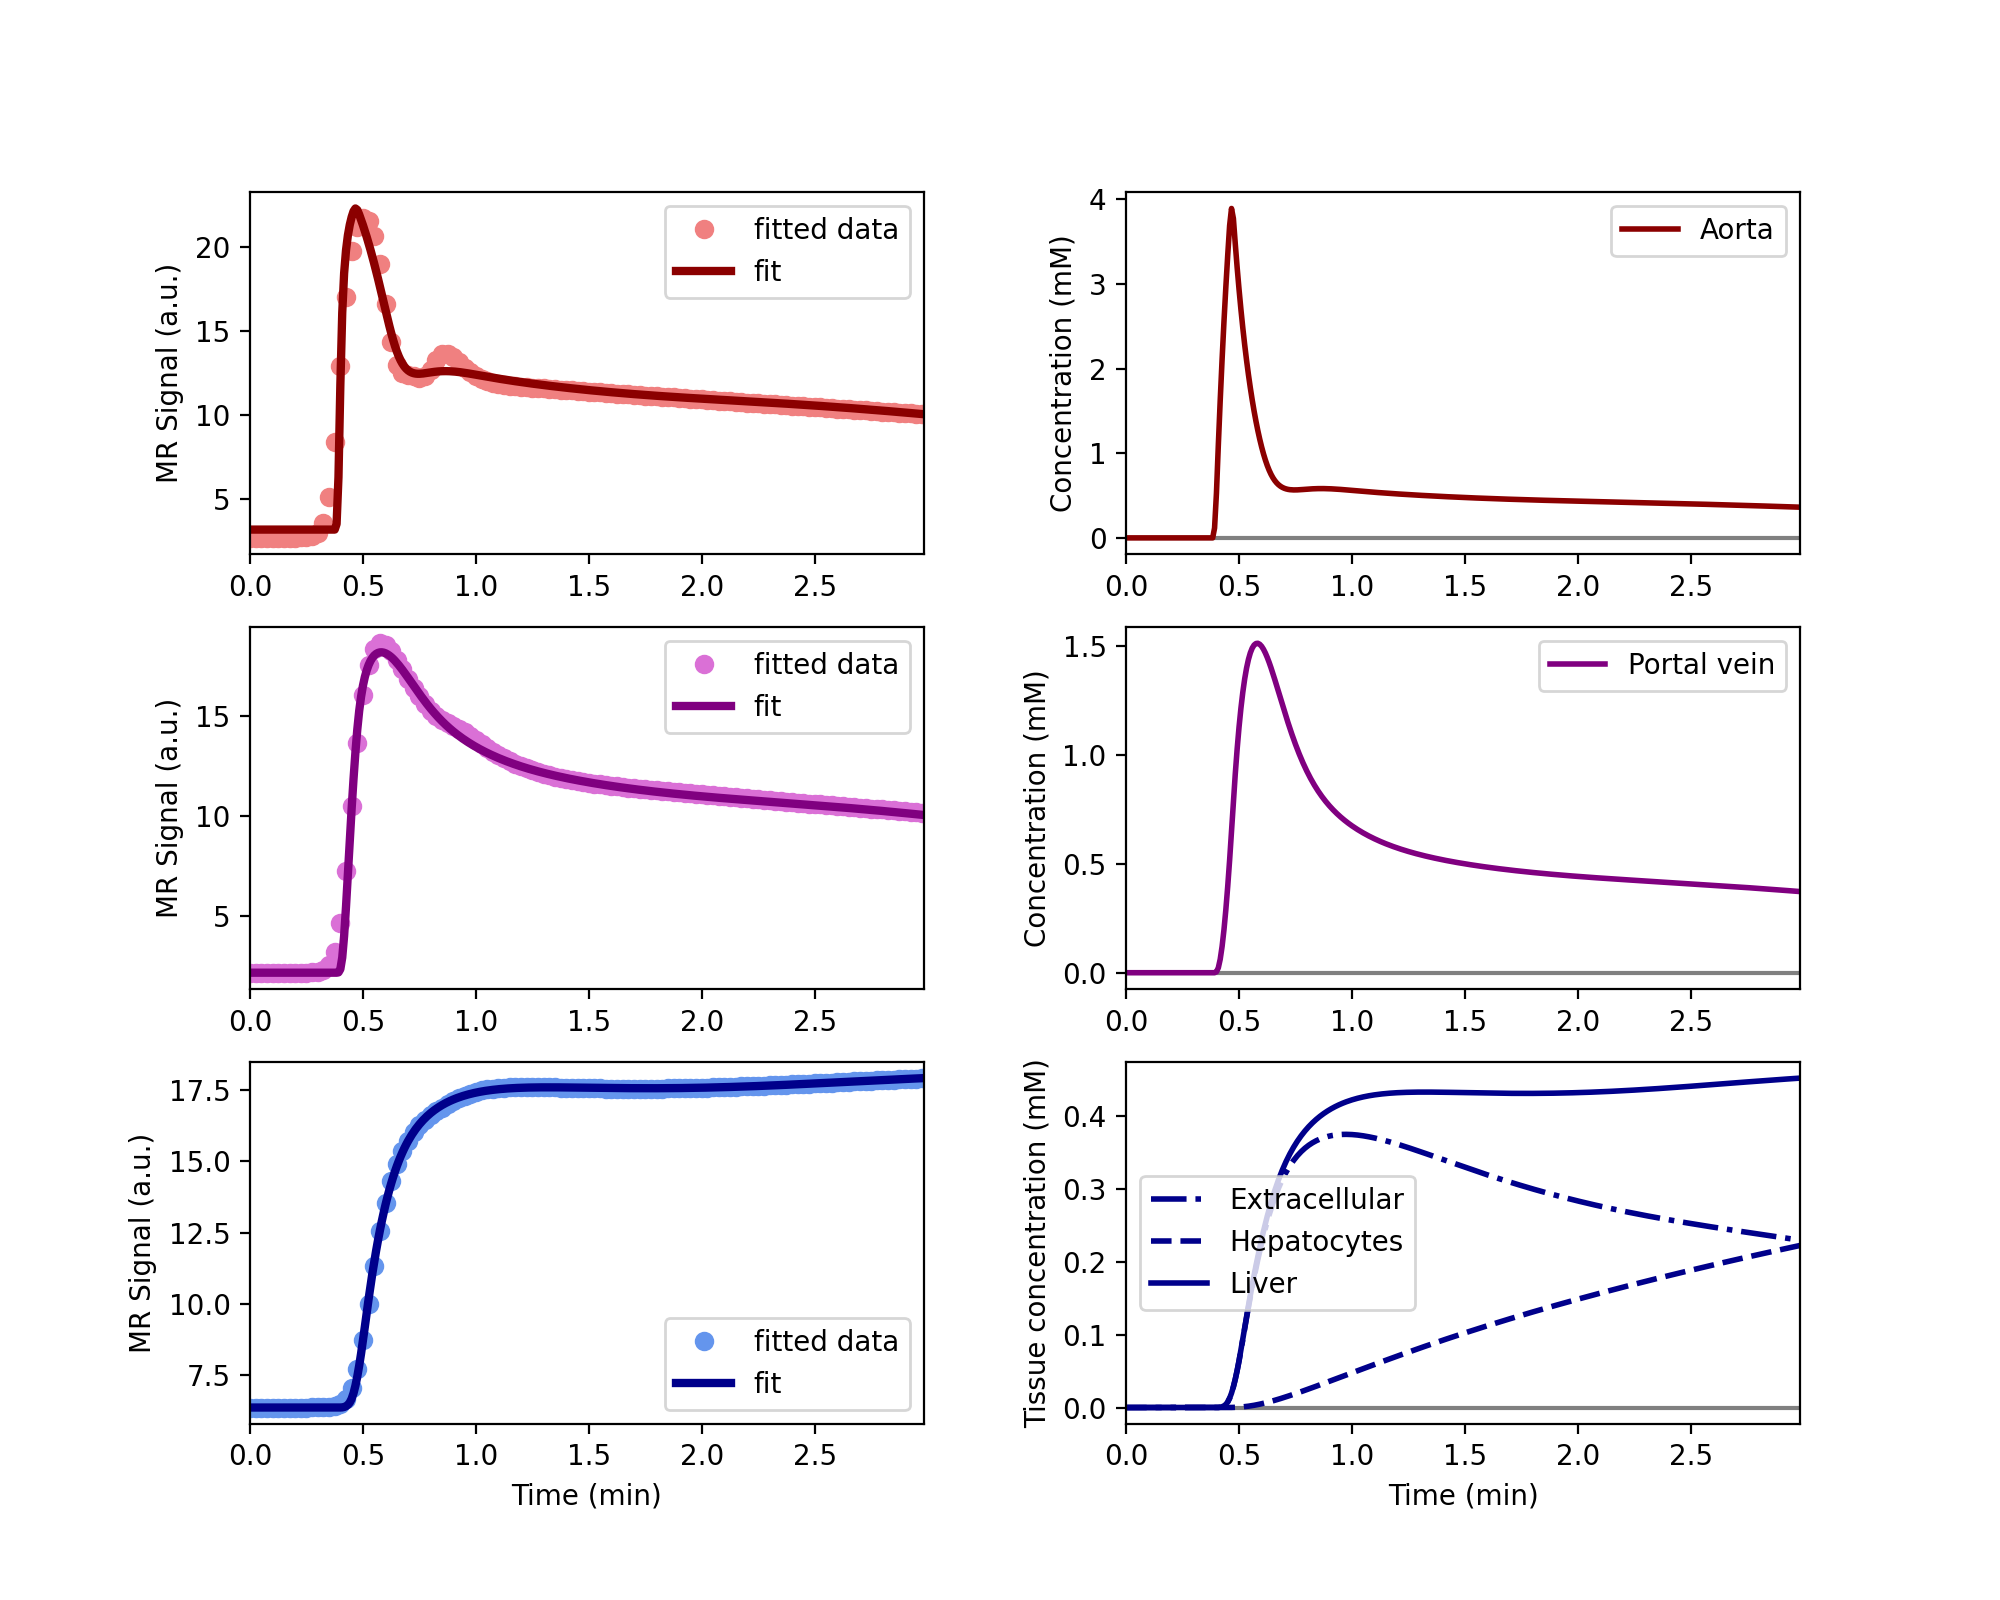 MR Signal (a.u.)
20
15
10
5
fitted data
fit
0.0 0.5 1.0 1.5 2.0 2.5
Concentration (mM)
4
3
2
1
0
Aorta
0.0 0.5 1.0 1.5 2.0 2.5
MR Signal (a.u.)
15
10
5
fitted data
fit
0.0 0.5 1.0 1.5 2.0 2.5
Concentration (mM)
1.5
1.0
0.5
0.0
Portal vein
0.0 0.5 1.0 1.5 2.0 2.5
MR Signal (a.u.)
17.5
15.0
12.5
10.0
7.5
fitted data
fit
0.0 0.5 1.0 1.5 2.0 2.5
Time (min)
Tissue concentration (mM)
0.4
0.3
0.2
0.1
0.0
Extracellular
Hepatocytes
Liver
0.0 0.5 1.0 1.5 2.0 2.5
Time (min)